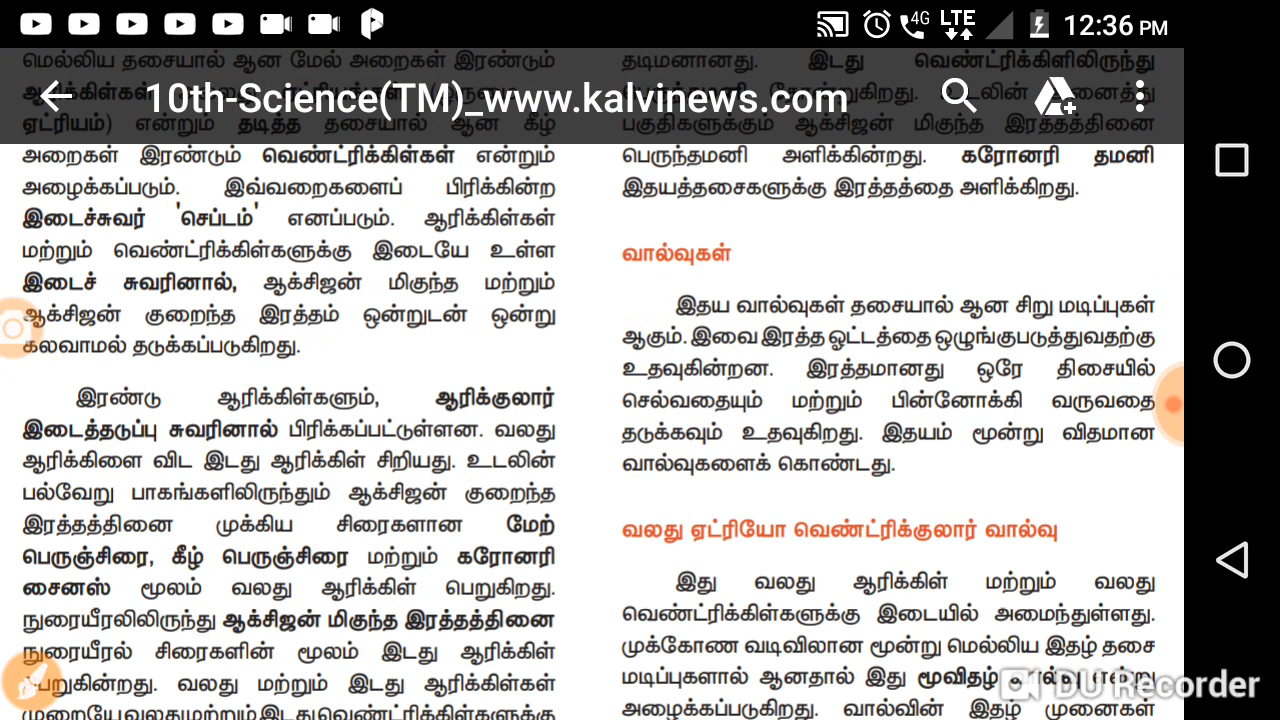 4G
LTE
12:36 PM
10th-Science(TM)_www.kalvinews.com
மெல்லிய தசையால் ஆன மேல் அறைகள் இரண்டும்
ஏட்ரியம்) என்றும் தடித்த தசையால் ஆன கீழ்
அறைகள் இரண்டும் வெண்ட்ரிக்கிள்கள் என்றும்
அழைக்கப்படும். இவ்வறைகளைப் பிரிக்கின்ற
இடைச்சுவர் 'செப்டம்' எனப்படும். ஆரிக்கிள்கள்
மற்றும் வெண்ட்ரிக்கிள்களுக்கு இடையே உள்ள
இடைச் சுவரினால், ஆக்சிஜன் மிகுந்த மற்றும்
ஆக்சிஜன் குறைந்த இரத்தம் ஒன்றுடன் ஒன்று
கலவாமல் தடுக்கப்படுகிறது.
இரண்டு ஆரிக்கிள்களும், ஆரிக்குலார்
இடைத்தடுப்பு சுவரினால் பிரிக்கப்பட்டுள்ளன. வலது
ஆரிக்கிளை விட இடது ஆரிக்கிள் சிறியது. உடலின்
பல்வேறு பாகங்களிலிருந்தும் ஆக்சிஜன் குறைந்த
இரத்தத்தினை முக்கிய சிரைகளான மேற்
பெருஞ்சிரை, கீழ் பெருஞ்சிரை மற்றும் கரோனரி
சைனஸ் மூலம் வலது ஆரிக்கிள் பெறுகிறது.
நுரையீரலிலிருந்து ஆக்சிஜன் மிகுந்த இரத்தத்தினை
நுரையீரல் சிரைகளின் மூலம் இடது ஆரிக்கிள்
பெறுகின்றது. வலது மற்றும் இடது ஆரிக்கிள்கள்
முறையே வலது மற்றும் இடது வெண்ட்ரிக்கிள்களுக்கு
தடிமனானது. இடது வெண்ட்ரிக்கிளிலிருந்து
பகுதிகளுக்கும் ஆக்சிஜன் மிகுந்த இரத்தத்தினை
பெருந்தமனி அளிக்கின்றது. கரோனரி தமனி
இதயத்தசைகளுக்கு இரத்தத்தை அளிக்கிறது.
வால்வுகள்
இதய வால்வுகள் தசையால் ஆன சிறு மடிப்புகள்
ஆகும். இவை இரத்த ஓட்டத்தை ஒழுங்குபடுத்துவதற்கு
உதவுகின்றன. இரத்தமானது ஒரே திசையில்
செல்வதையும் மற்றும் பின்னோக்கி வருவதை
தடுக்கவும் உதவுகிறது. இதயம் மூன்று விதமான
வால்வுகளைக் கொண்டது.
வலது ஏட்ரியோ வெண்ட்ரிக்குலார் வால்வு
இது வலது ஆரிக்கிள் மற்றும் வலது
வெண்ட்ரிக்கிள்களுக்கு இடையில் அமைந்துள்ளது.
முக்கோண வடிவிலான மூன்று மெல்லிய இதழ் தசை
மடிப்புகளால் ஆனதால் இது மூவிதழ் வால்வு என்று
அழைக்கப்படுகிறது. வால்வின் இதழ் முனைகள்
DU Recorder